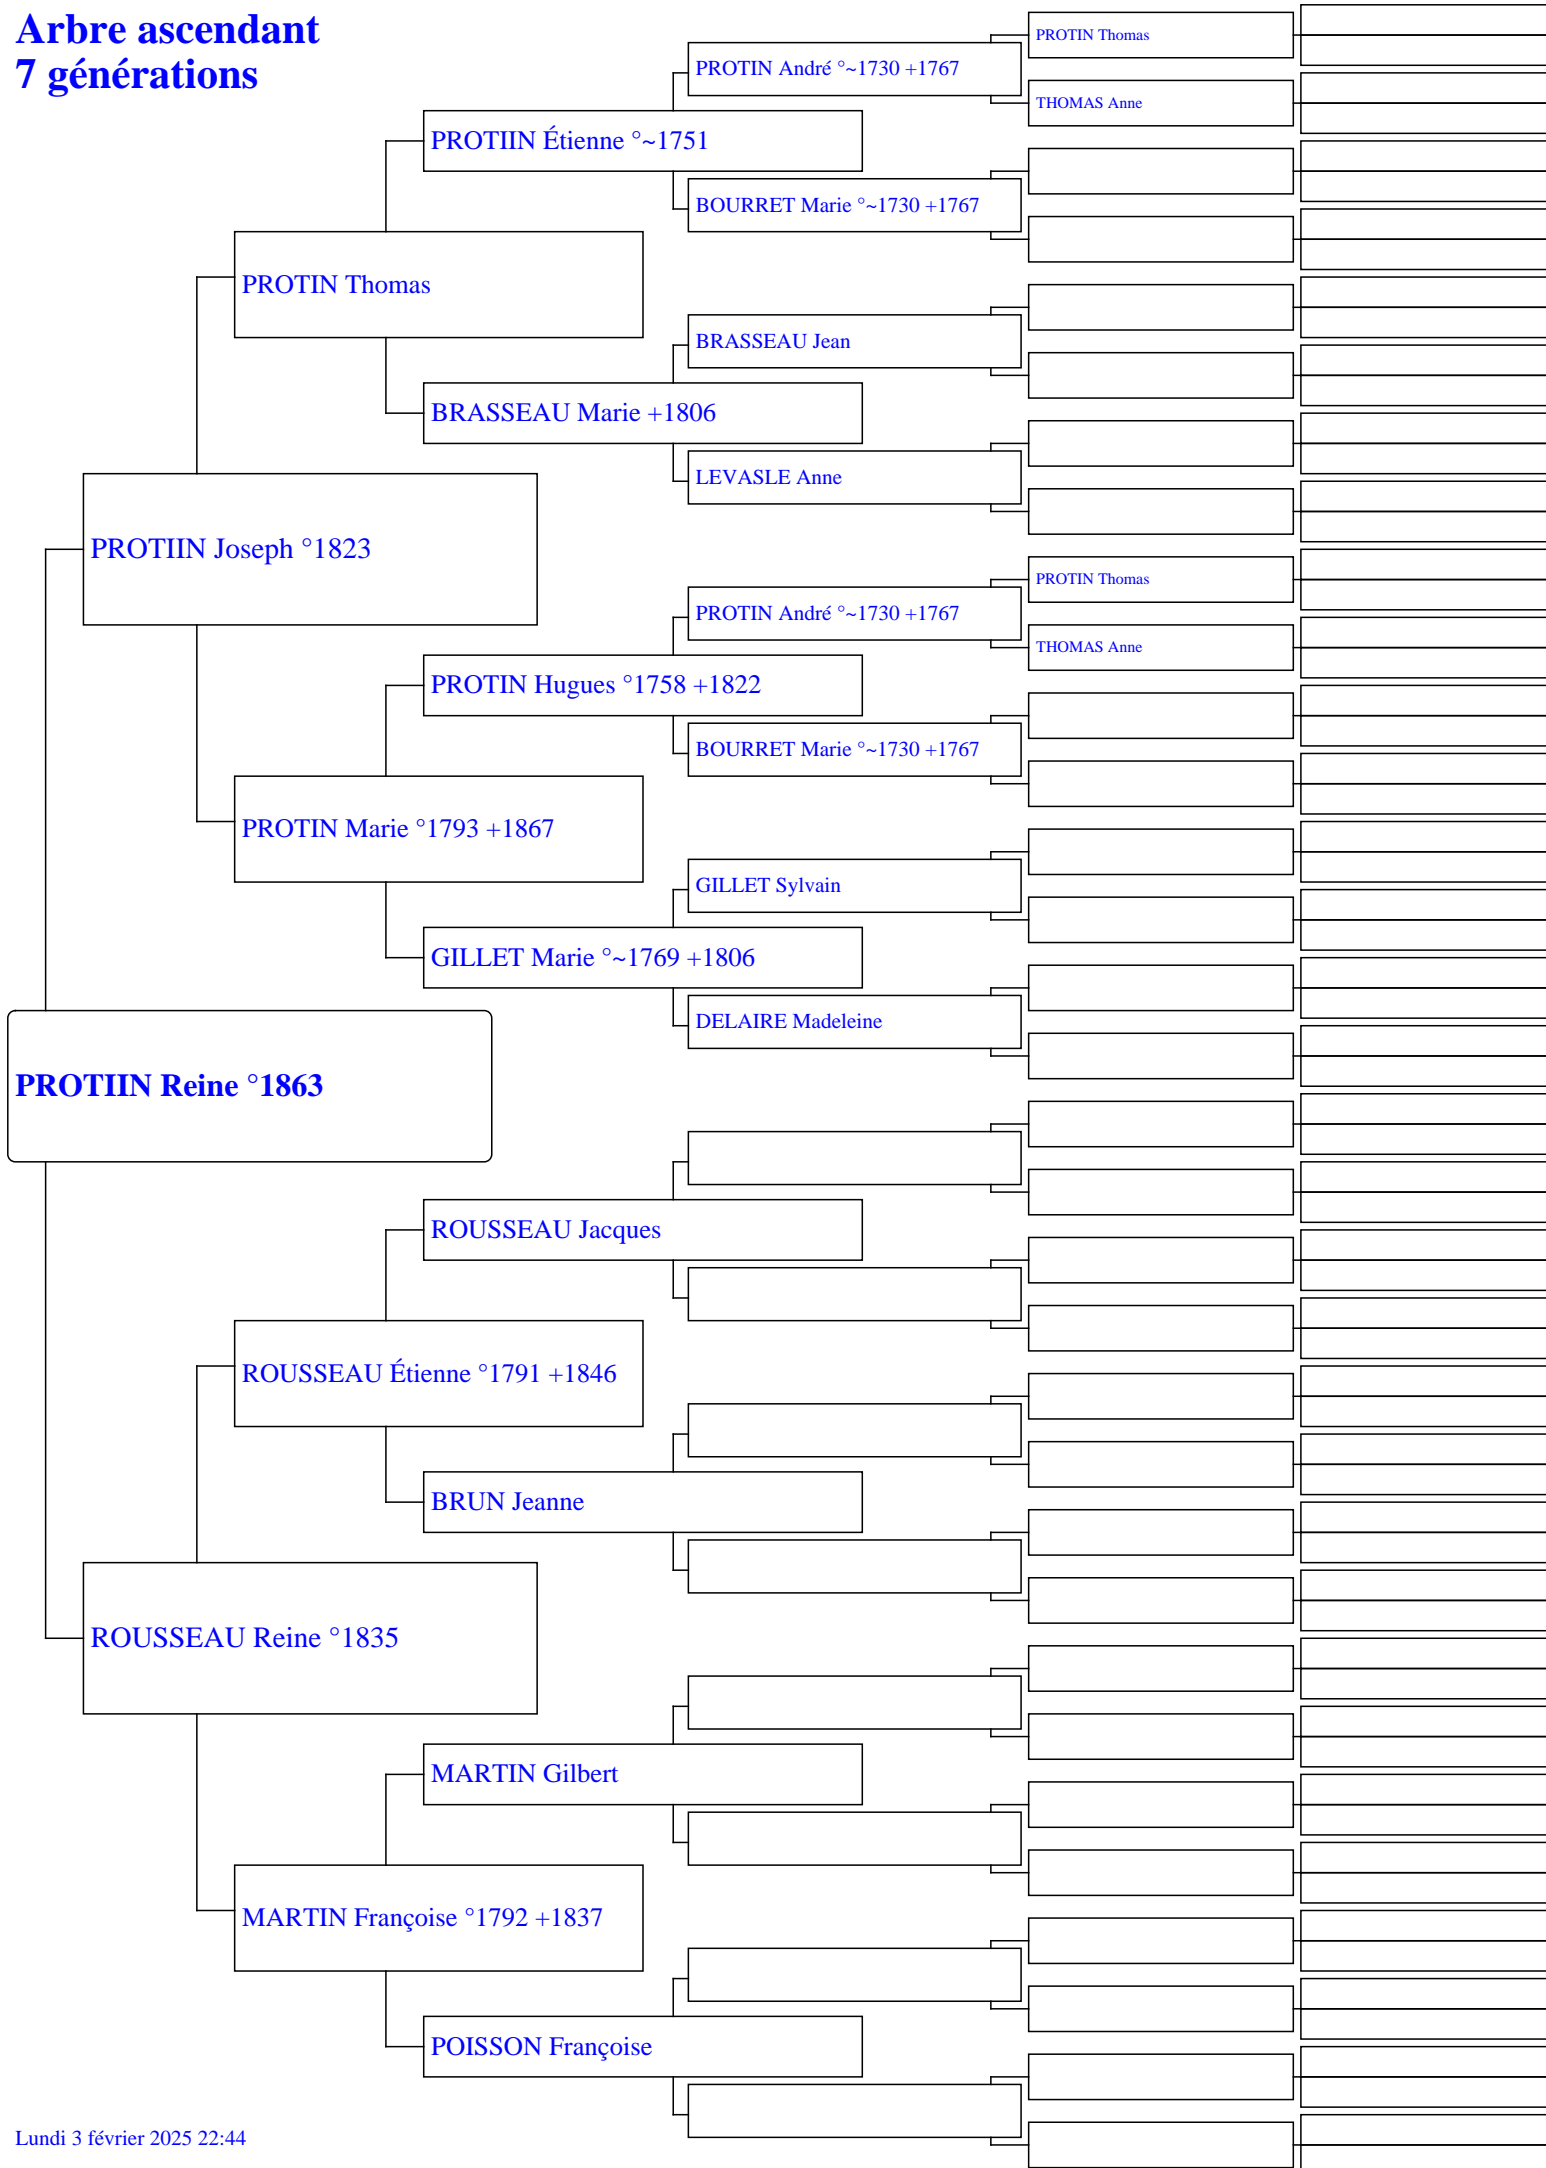 Arbre ascendant
7 générations
PROTIN Thomas
PROTIN André °~1730 +1767
THOMAS Anne
PROTIIN Étienne °~1751
BOURRET Marie °~1730 +1767
PROTIN Thomas
BRASSEAU Jean
BRASSEAU Marie +1806
LEVASLE Anne
PROTIIN Joseph °1823
PROTIN Thomas
PROTIN André °~1730 +1767
THOMAS Anne
PROTIN Hugues °1758 +1822
BOURRET Marie °~1730 +1767
PROTIN Marie °1793 +1867
GILLET Sylvain
GILLET Marie °~1769 +1806
DELAIRE Madeleine
PROTIIN Reine °1863
ROUSSEAU Jacques
ROUSSEAU Étienne °1791 +1846
BRUN Jeanne
ROUSSEAU Reine °1835
MARTIN Gilbert
MARTIN Françoise °1792 +1837
POISSON Françoise
Lundi 3 février 2025 22:44